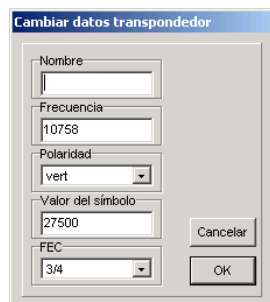 Cambiar datos transpondedor
Nombre
Frecuencia
10758
Polaridad
vert
Valor del símbolo
27500
Cancelar
FEC
3/4
OK